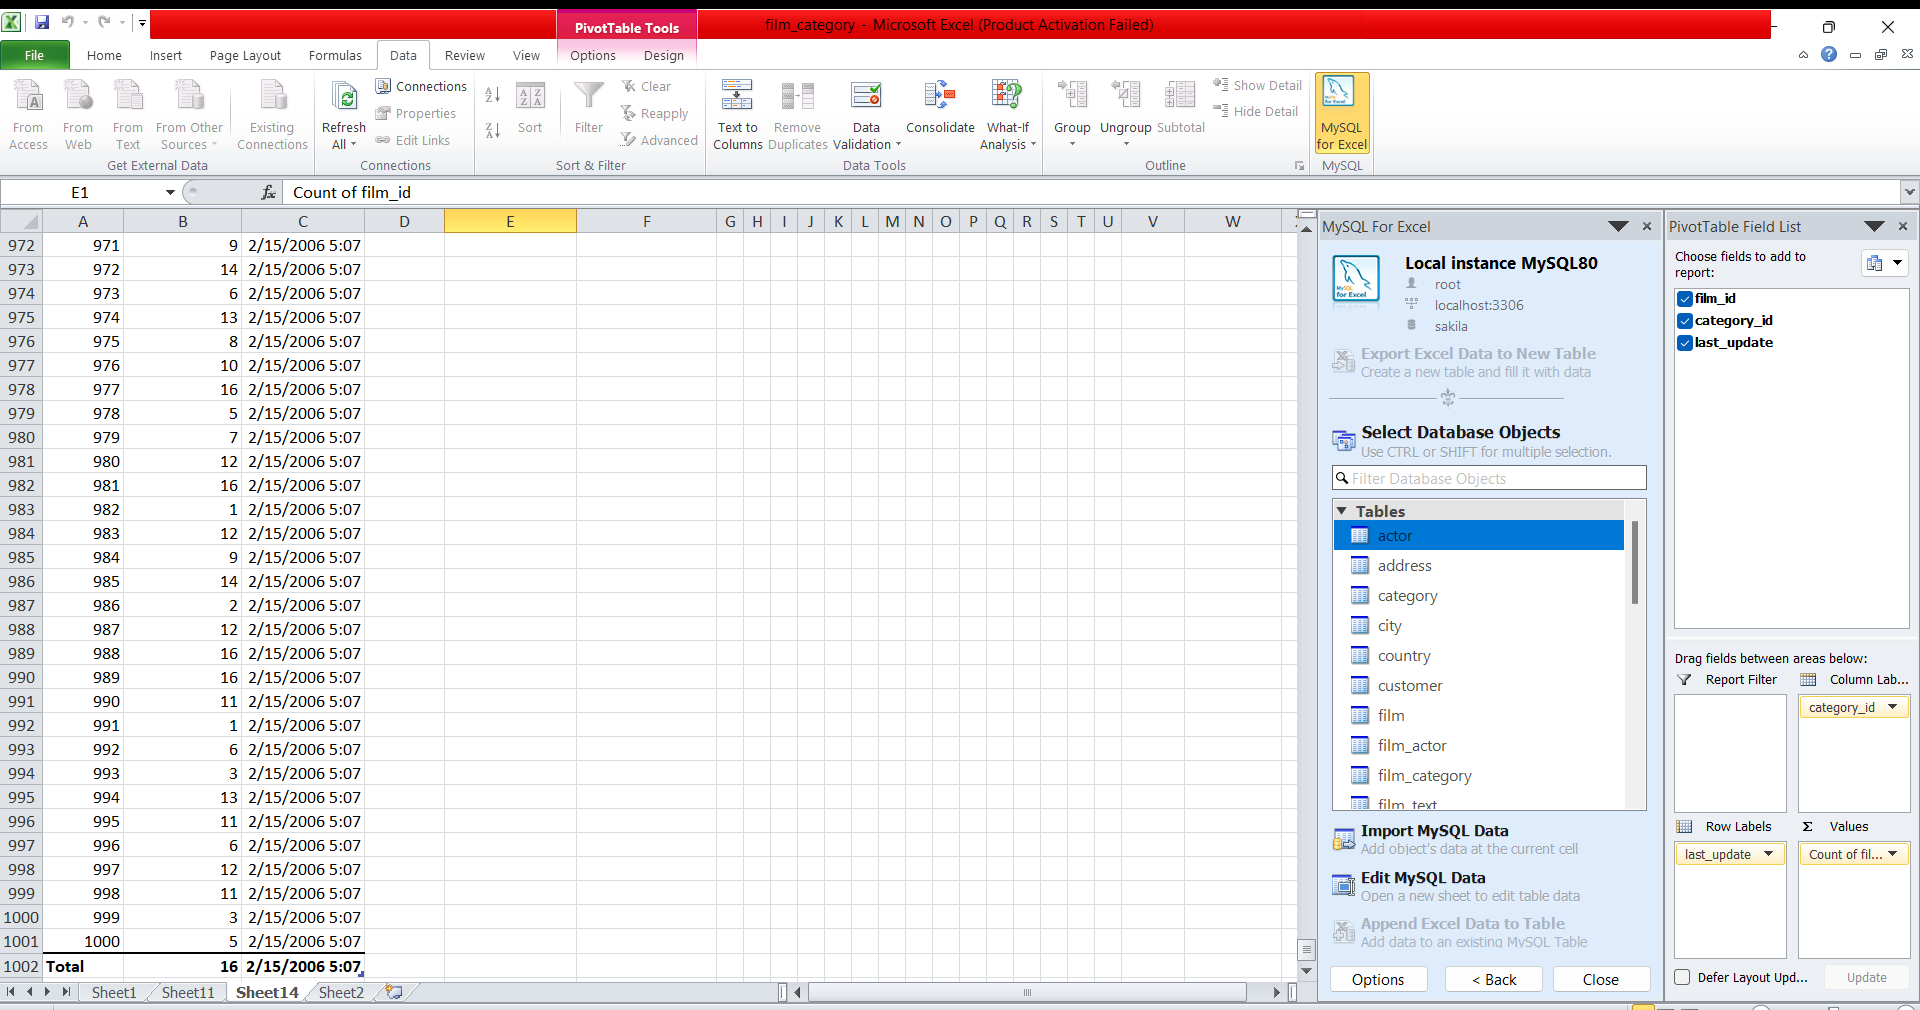 PivotTable Tools
film_category - Microsoft Excel (Product Activation Failed)
File Home Insert Page Layout Formulas Data Review View Options Design
From Access
From Web
From Text
From Other Sources
Existing Connections
Get External Data
Refresh All
Connections
Properties
Edit Links
Connections
Sort
Filter
Clear
Reapply
Advanced
Sort & Filter
Text to Columns
Remove Duplicates
Data Validation
Consolidate
What-If Analysis
Data Tools
Group
Ungroup
Subtotal
Show Detail
Hide Detail
Outline
MySQL for Excel
MySQL
E1 fx Count of film_id
A B C D E F G H I J K L M N O P Q R S T U V W
972 971 9 2/15/2006 5:07
973 972 14 2/15/2006 5:07
974 973 6 2/15/2006 5:07
975 974 13 2/15/2006 5:07
976 975 8 2/15/2006 5:07
977 976 10 2/15/2006 5:07
978 977 16 2/15/2006 5:07
979 978 5 2/15/2006 5:07
980 979 7 2/15/2006 5:07
981 980 12 2/15/2006 5:07
982 981 16 2/15/2006 5:07
983 982 1 2/15/2006 5:07
984 983 12 2/15/2006 5:07
985 984 9 2/15/2006 5:07
986 985 14 2/15/2006 5:07
987 986 2 2/15/2006 5:07
988 987 12 2/15/2006 5:07
989 988 16 2/15/2006 5:07
990 989 16 2/15/2006 5:07
991 990 11 2/15/2006 5:07
992 991 1 2/15/2006 5:07
993 992 6 2/15/2006 5:07
994 993 3 2/15/2006 5:07
995 994 13 2/15/2006 5:07
996 995 11 2/15/2006 5:07
997 996 6 2/15/2006 5:07
998 997 12 2/15/2006 5:07
999 998 11 2/15/2006 5:07
1000 999 3 2/15/2006 5:07
1001 1000 5 2/15/2006 5:07
1002 Total 16 2/15/2006 5:07
Sheet1 Sheet11 Sheet14 Sheet2
MySQL For Excel
MySQL for Excel
Local instance MySQL80
root
localhost:3306
sakila
Export Excel Data to New Table
Create a new table and fill it with data
Select Database Objects
Use CTRL or SHIFT for multiple selection.
Filter Database Objects
Tables
actor
address
category
city
country
customer
film
film_actor
film_category
film_text
Import MySQL Data
Add object's data at the current cell
Edit MySQL Data
Open a new sheet to edit table data
Append Excel Data to Table
Add data to an existing MySQL Table
Options < Back Close
PivotTable Field List
Choose fields to add to
report:
film_id
category_id
last_update
Drag fields between areas below:
Report Filter Column Lab...
category_id
Row Labels Σ Values
last_update Count of fil...
Defer Layout Upd... Update